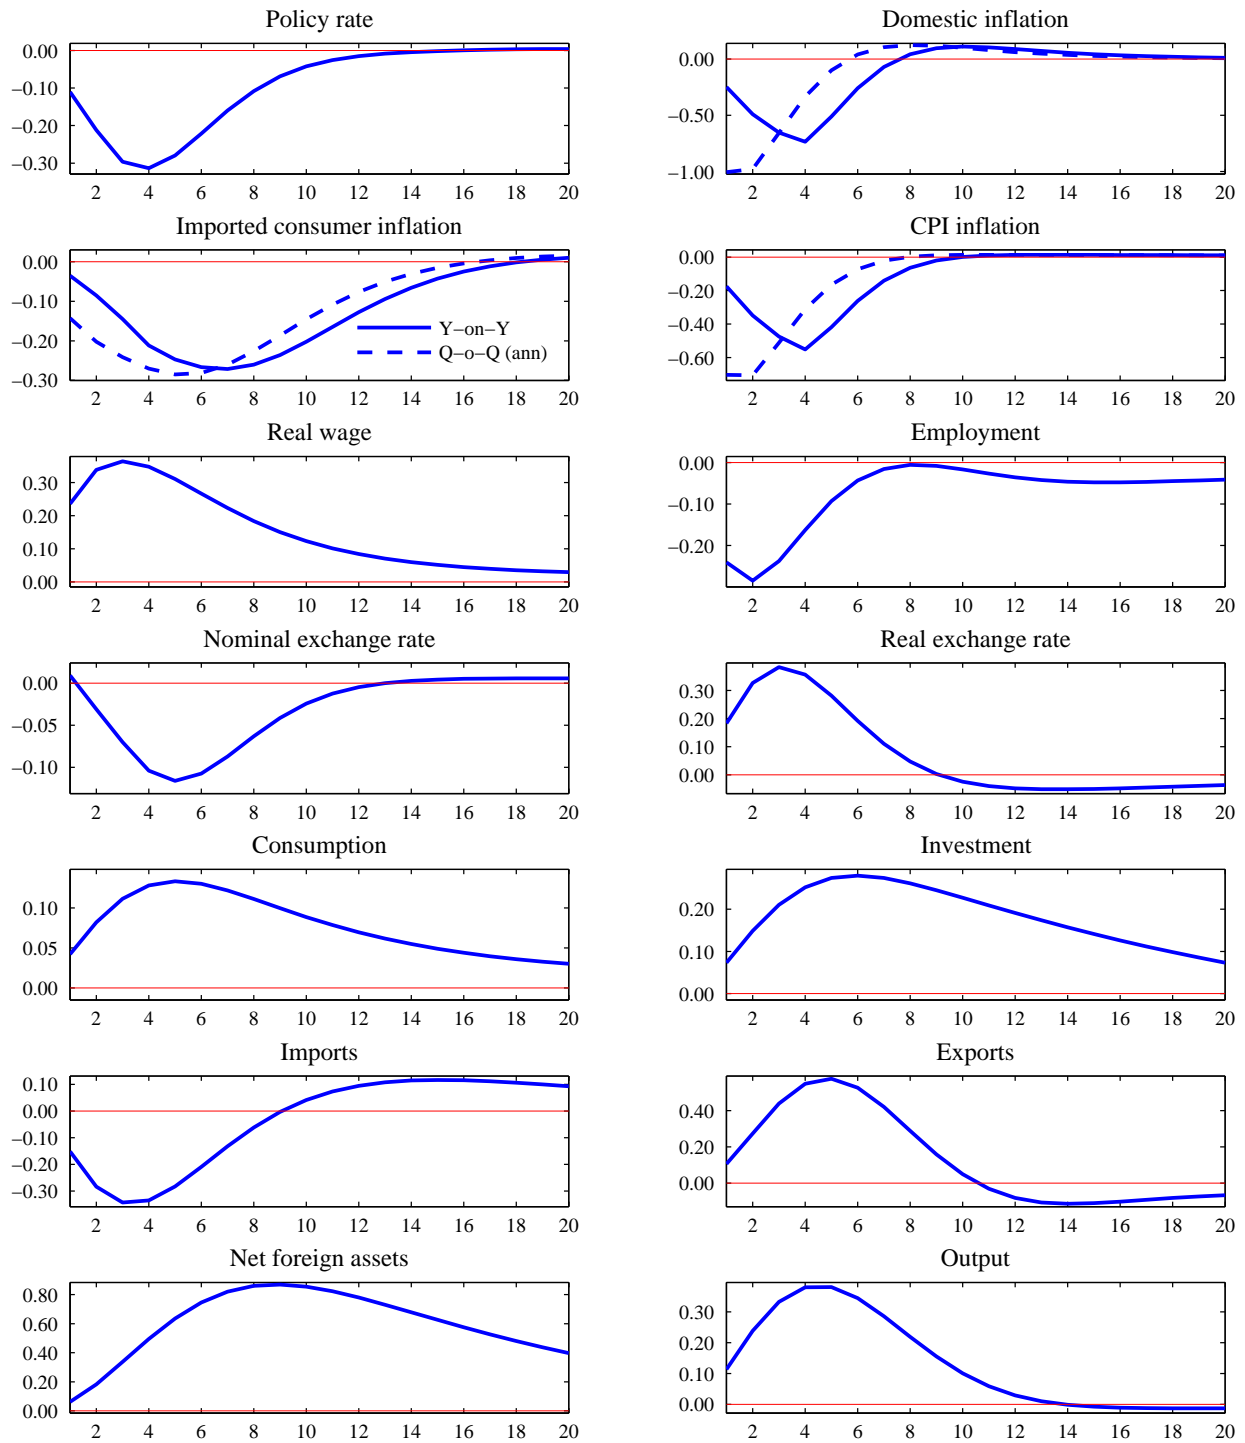 Policy rate
0.00
−0.10
−0.20
−0.30
2 4 6 8 10 12 14 16 18 20
Domestic inflation
0.00
−0.50
−1.00
2 4 6 8 10 12 14 16 18 20
Imported consumer inflation
0.00
−0.10
−0.20
−0.30
Y−on−Y
Q−o−Q (ann)
2 4 6 8 10 12 14 16 18 20
CPI inflation
0.00
−0.20
−0.40
−0.60
2 4 6 8 10 12 14 16 18 20
Real wage
0.30
0.20
0.10
0.00
2 4 6 8 10 12 14 16 18 20
Employment
0.00
−0.10
−0.20
2 4 6 8 10 12 14 16 18 20
Nominal exchange rate
0.00
−0.05
−0.10
2 4 6 8 10 12 14 16 18 20
Real exchange rate
0.30
0.20
0.10
0.00
2 4 6 8 10 12 14 16 18 20
Consumption
0.10
0.05
0.00
2 4 6 8 10 12 14 16 18 20
Investment
0.20
0.10
0.00
2 4 6 8 10 12 14 16 18 20
Imports
0.10
0.00
−0.10
−0.20
−0.30
2 4 6 8 10 12 14 16 18 20
Exports
0.40
0.20
0.00
2 4 6 8 10 12 14 16 18 20
Net foreign assets
0.80
0.60
0.40
0.20
0.00
2 4 6 8 10 12 14 16 18 20
Output
0.30
0.20
0.10
0.00
2 4 6 8 10 12 14 16 18 20